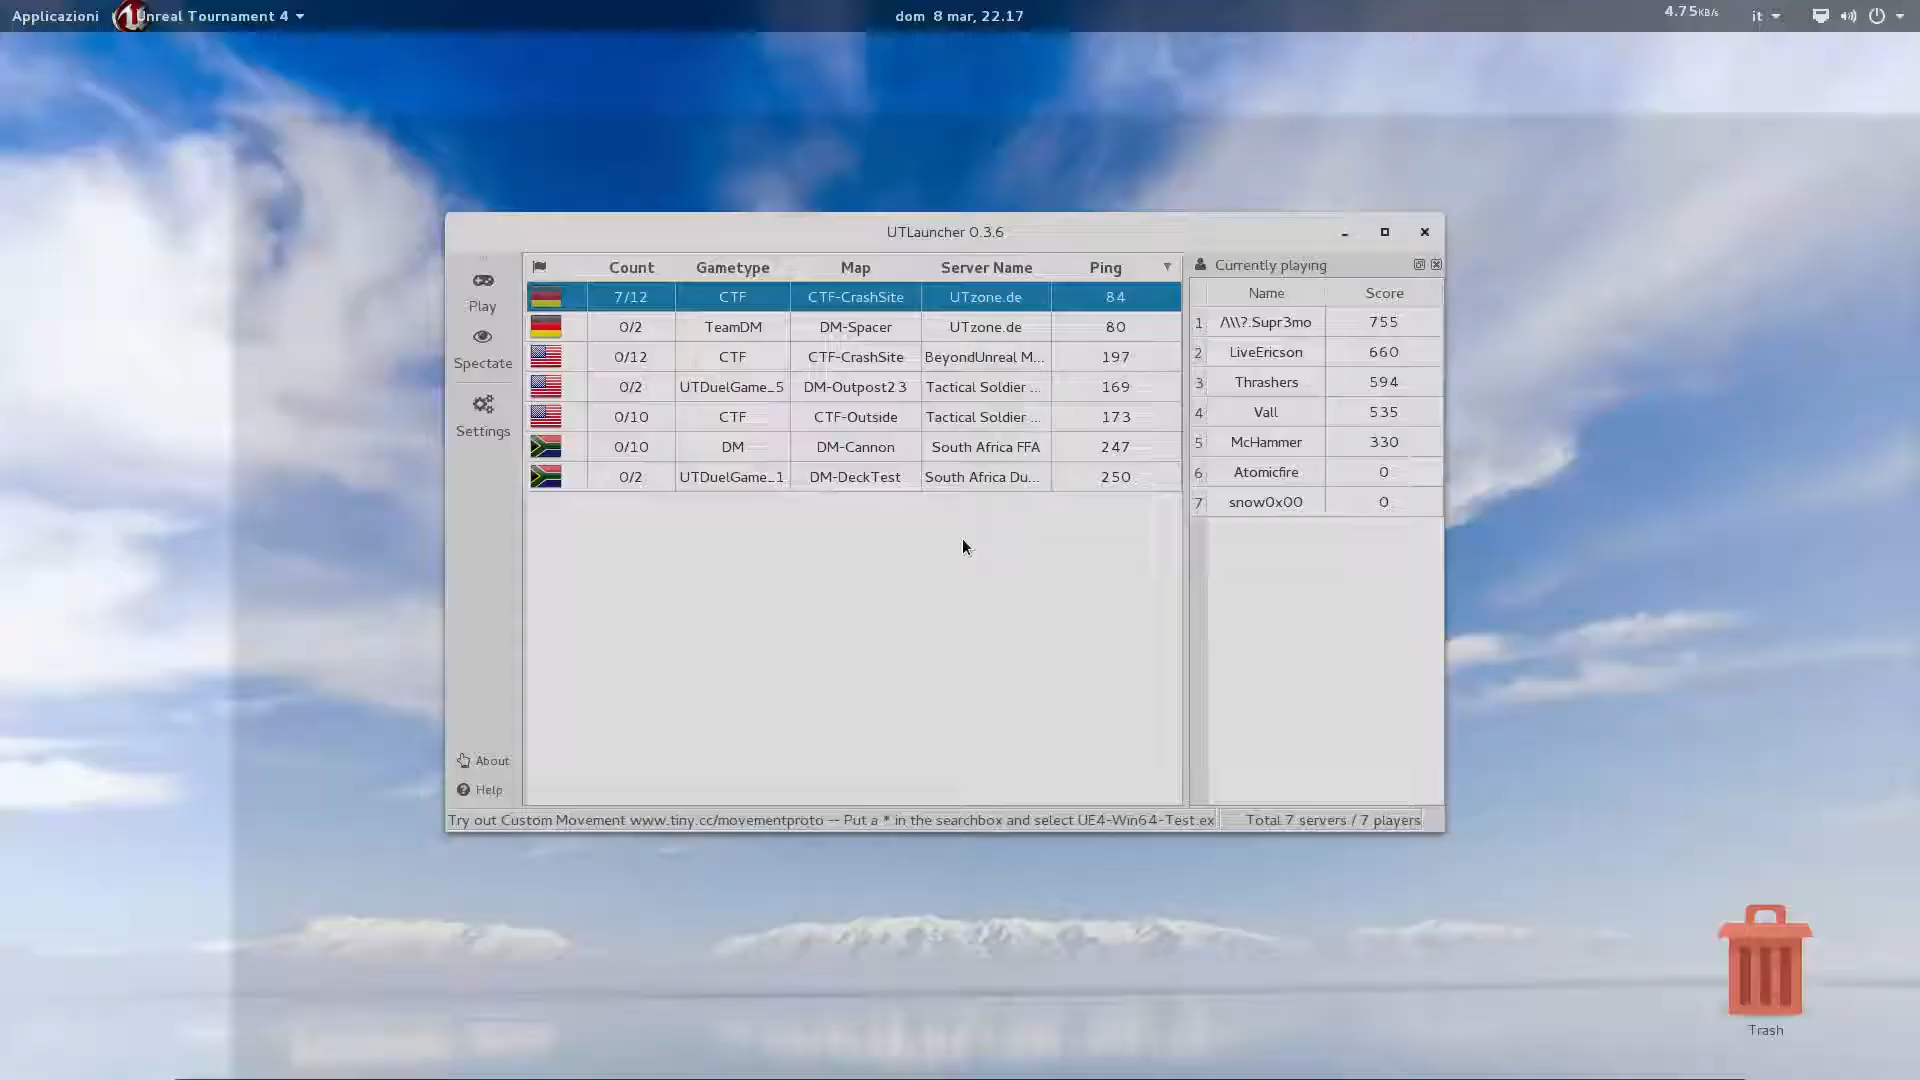 Applicazioni Unreal Tournament 4 dom 8 mar, 22.17 4.75KB/s it
UTLauncher 0.3.6
Count Gametype Map Server Name Ping
7/12 CTF CTF-CrashSite UTzone.de 84
0/2 TeamDM DM-Spacer UTzone.de 80
0/12 CTF CTF-CrashSite BeyondUnreal M... 197
0/2 UTDuelGame_5 DM-Outpost23 Tactical Soldier ... 169
0/10 CTF CTF-Outside Tactical Soldier ... 173
0/10 DM DM-Cannon South Africa FFA 247
0/2 UTDuelGame_1 DM-DeckTest South Africa Du... 250
Play
Spectate
Settings
About
Help
Currently playing
Name Score
1 /\\\?.Supr3mo 755
2 LiveEricson 660
3 Thrashers 594
4 Vall 535
5 McHammer 330
6 Atomicfire 0
7 snow0x00 0
Try out Custom Movement www.tiny.cc/movementproto -- Put a * in the searchbox and select UE4-Win64-Test.ex Total 7 servers / 7 players
Trash